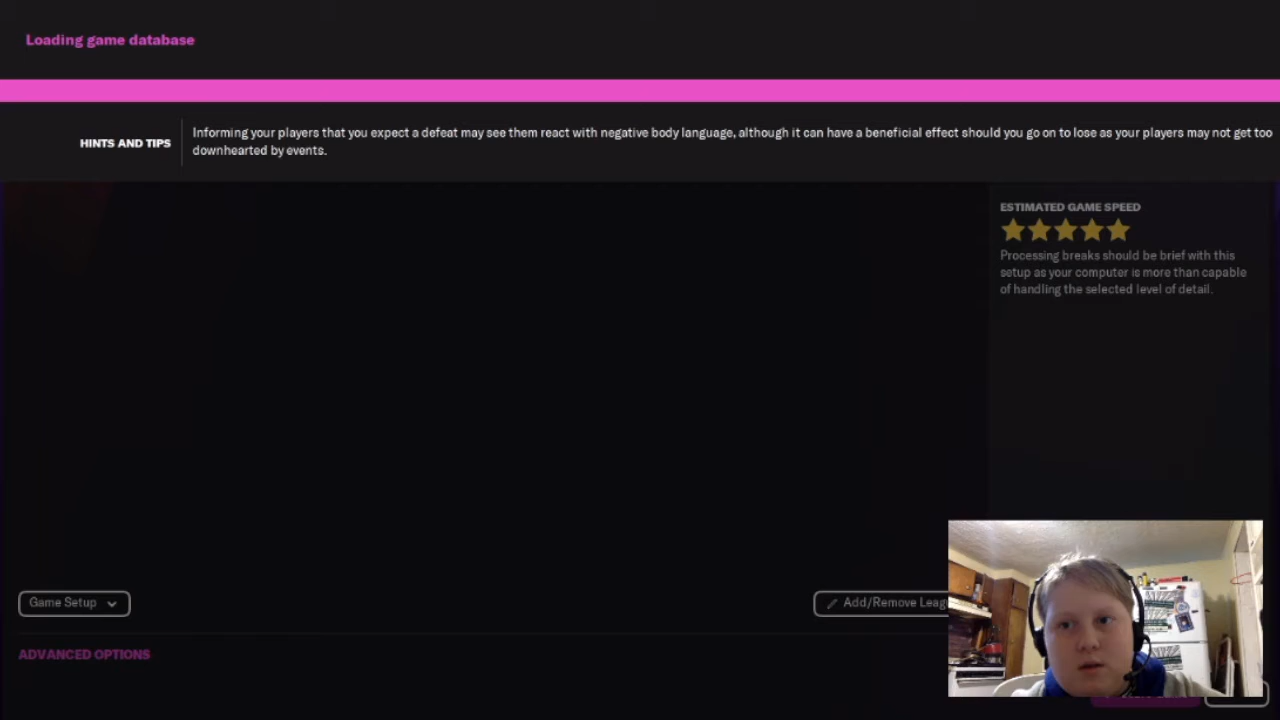 Loading game database
HINTS AND TIPS
Informing your players that you expect a defeat may see them react with negative body language, although it can have a beneficial effect should you go on to lose as your players may not get too
downhearted by events.
ESTIMATED GAME SPEED
Processing breaks should be brief with this
setup as your computer is more than capable
of handling the selected level of detail.
Game Setup
Add/Remove Leag
ADVANCED OPTIONS